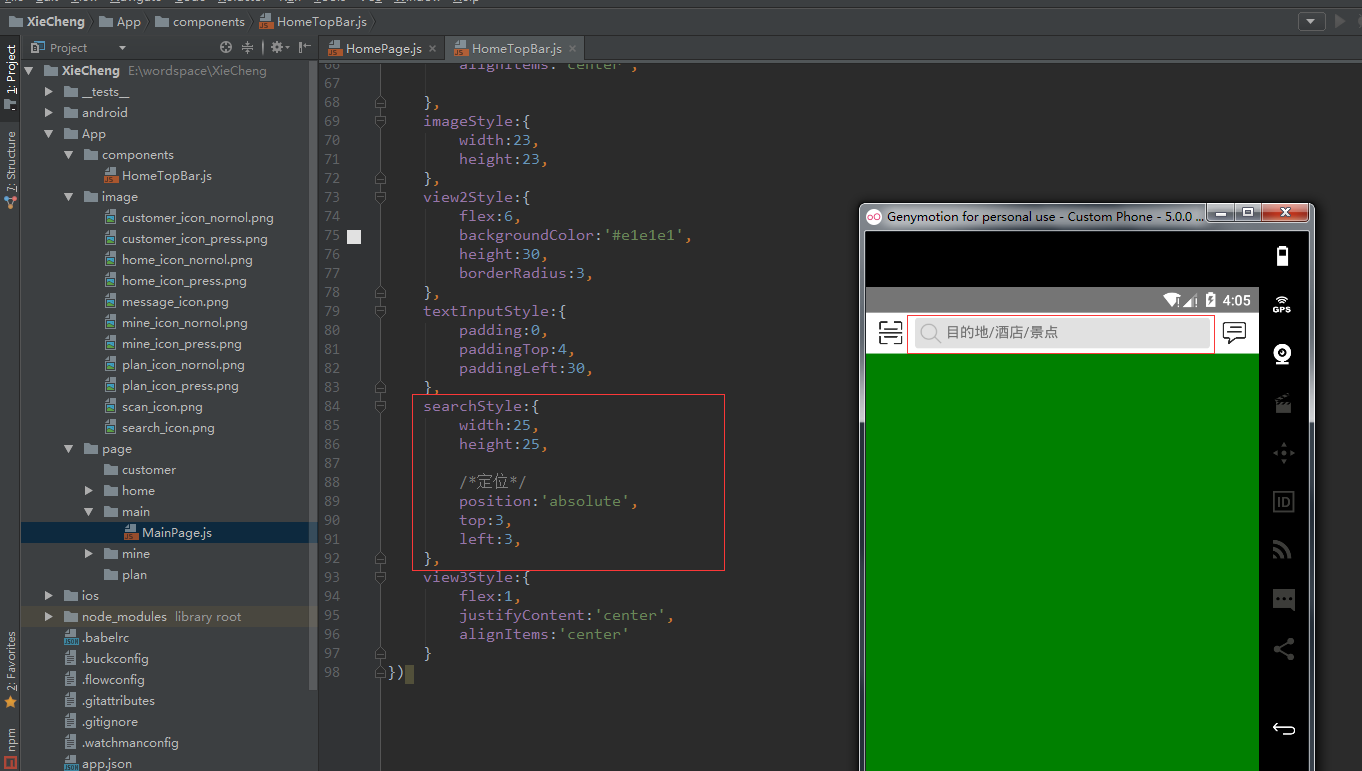 XieCheng App components HomeTopBar.js
Project
HomePage.js
HomeTopBar.js
1: Project
7: Structure
2: Favorites
npm
XieCheng E:\wordspace\XieCheng
__tests__
android
App
components
HomeTopBar.js
image
customer_icon_nornol.png
customer_icon_press.png
home_icon_nornol.png
home_icon_press.png
message_icon.png
mine_icon_nornol.png
mine_icon_press.png
plan_icon_nornol.png
plan_icon_press.png
scan_icon.png
search_icon.png
page
customer
home
main
MainPage.js
mine
plan
ios
node_modules library root
.babelrc
.buckconfig
.flowconfig
.gitattributes
.gitignore
.watchmanconfig
app.json
66 alignItems:'center',
67
68 },
69 imageStyle:{
70 width:23,
71 height:23,
72 },
73 view2Style:{
74 flex:6,
75 backgroundColor:'#e1e1e1',
76 height:30,
77 borderRadius:3,
78 },
79 textInputStyle:{
80 padding:0,
81 paddingTop:4,
82 paddingLeft:30,
83 },
84 searchStyle:{
85 width:25,
86 height:25,
87
88 /*定位*/
89 position:'absolute',
90 top:3,
91 left:3,
92 },
93 view3Style:{
94 flex:1,
95 justifyContent:'center',
96 alignItems:'center'
97 }
98 })
Genymotion for personal use - Custom Phone - 5.0.0 ...
4:05
目的地/酒店/景点
GPS
ID